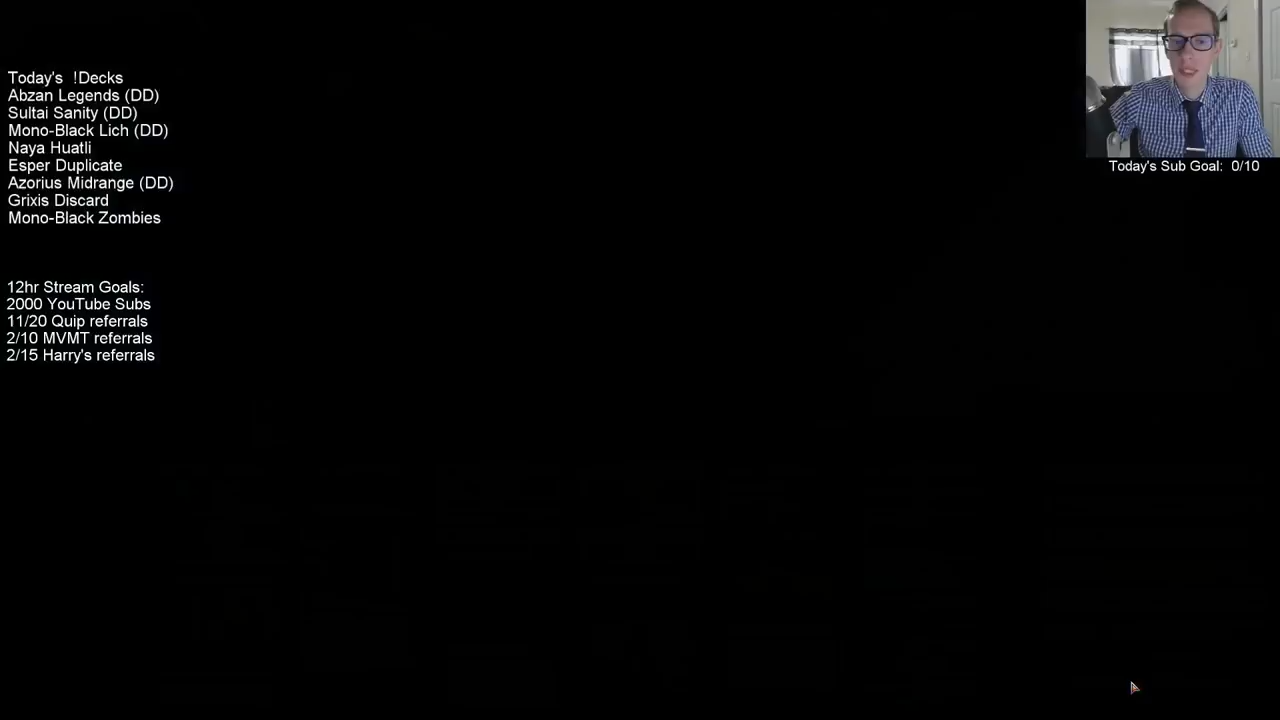 Today's !Decks
Abzan Legends (DD)
Sultai Sanity (DD)
Mono-Black Lich (DD)
Naya Huatli
Esper Duplicate
Azorius Midrange (DD)
Grixis Discard
Mono-Black Zombies
12hr Stream Goals:
2000 YouTube Subs
11/20 Quip referrals
2/10 MVMT referrals
2/15 Harry's referrals
Today's Sub Goal: 0/10